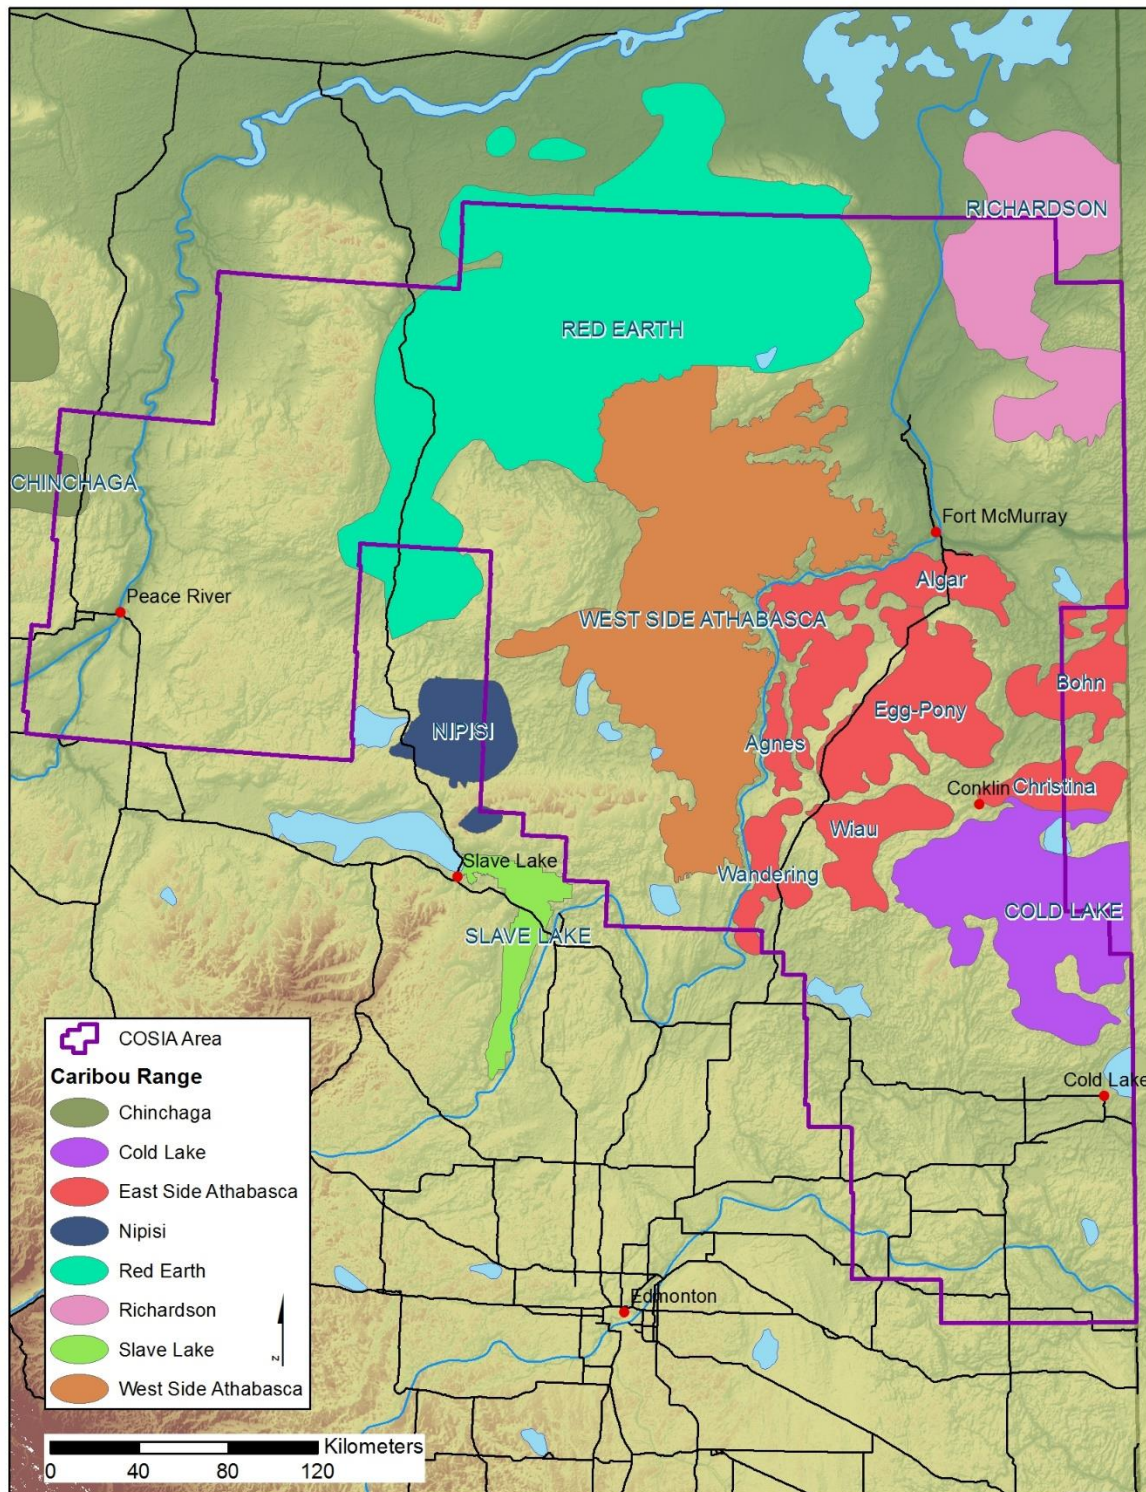 RICHARDSON
RED EARTH
CHINCHAGA
Fort McMurray
Algar
Peace River
WEST SIDE ATHABASCA
Bohn
Egg-Pony
NIPISI
Agnes
Conklin
Christina
Wiau
Slave Lake
Wandering
COLD LAKE
SLAVE LAKE
Cold Lake
Edmonton
COSIA Area
Caribou Range
Chinchaga
Cold Lake
East Side Athabasca
Nipisi
Red Earth
Richardson
Slave Lake
West Side Athabasca
z
Kilometers
0 40 80 120